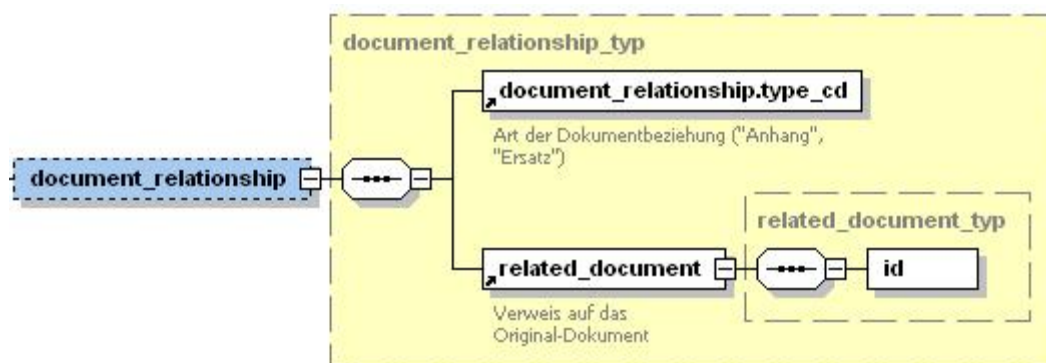 document_relationship_typ
document_relationship.type_cd
Art der Dokumentbeziehung ("Anhang",
"Ersatz")
document_relationship
related_document_typ
related_document
id
Verweis auf das
Original-Dokument